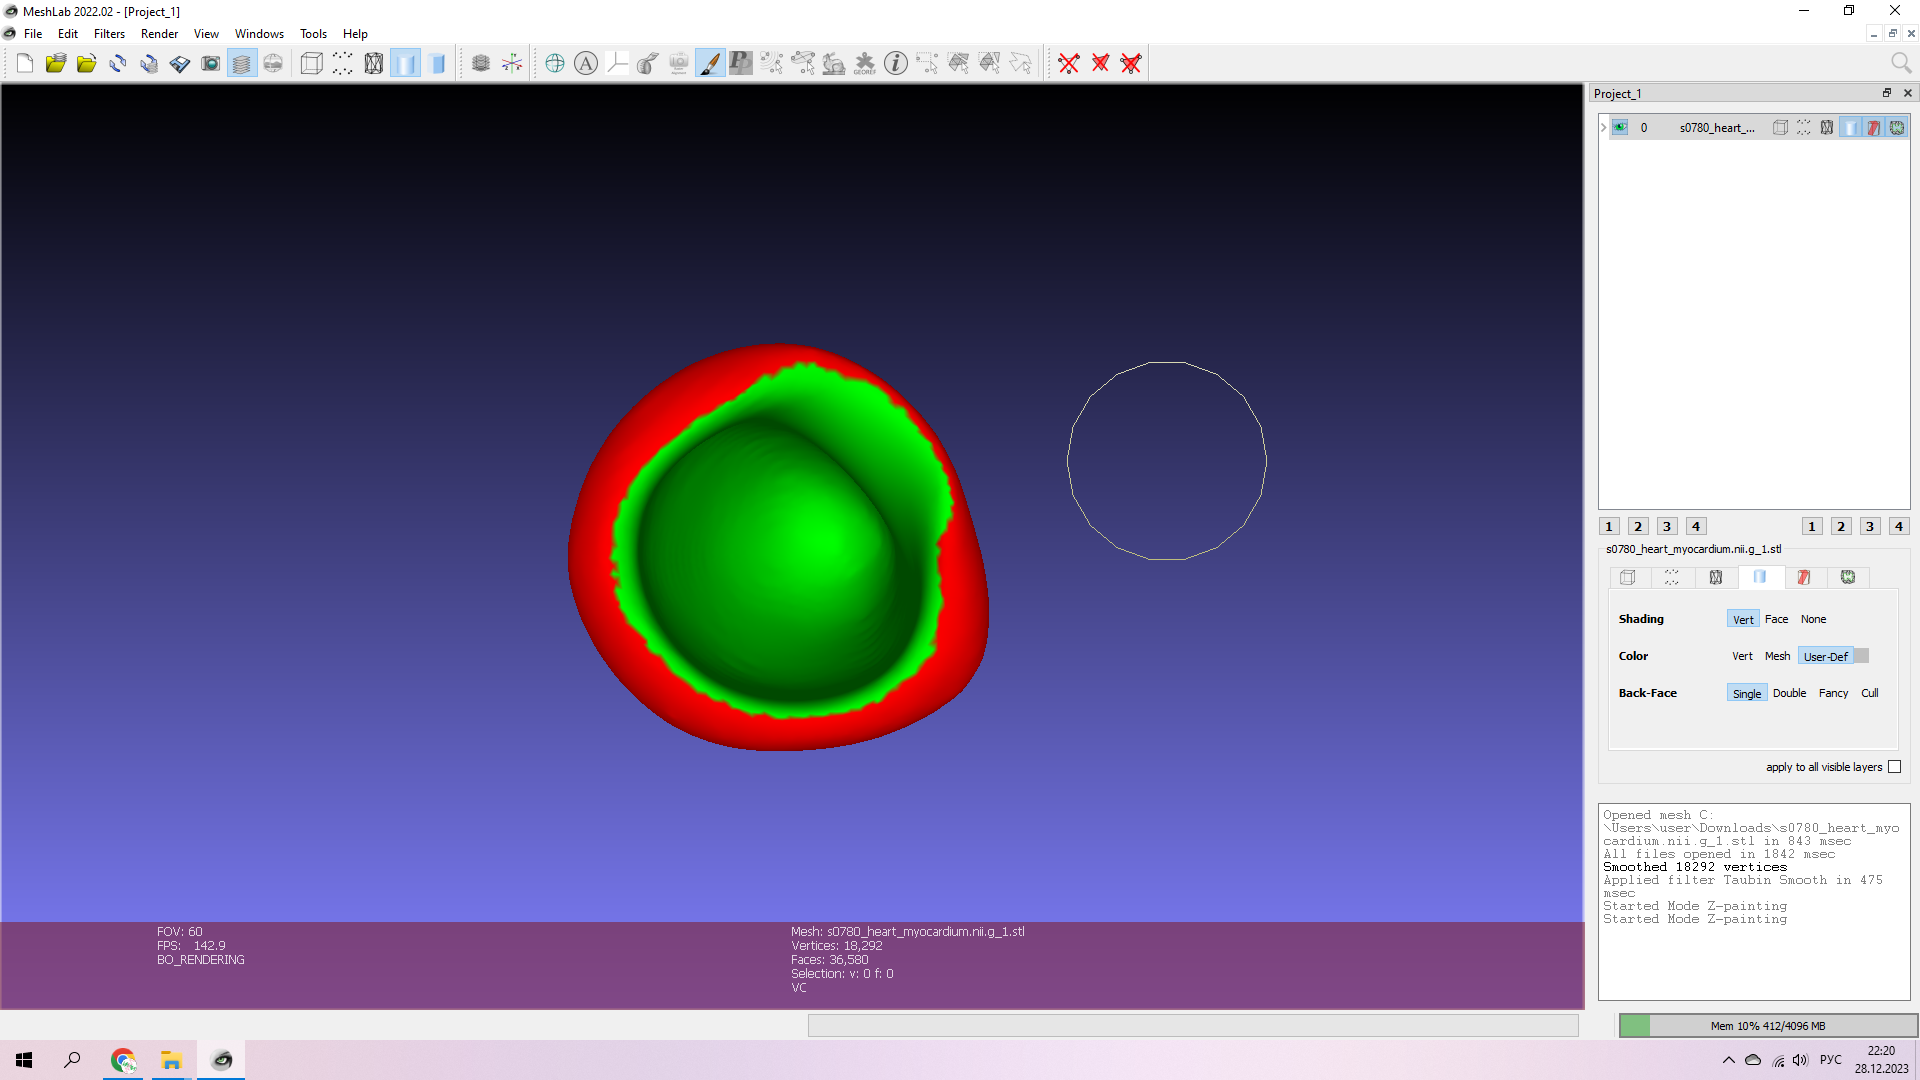 MeshLab 2022.02 - [Project_1]
File Edit Filters Render View Windows Tools Help
A
GEOREF
Project_1
0 s0780_heart_...
1 2 3 4 1 2 3 4
s0780_heart_myocardium.nii.g_1.stl
Shading Vert Face None
Color Vert Mesh User-Def
Back-Face Single Double Fancy Cull
apply to all visible layers
Opened mesh C:
\Users\user\Downloads\s0780_heart_myo
cardium.nii.g_1.stl in 843 msec
All files opened in 1842 msec
Smoothed 18292 vertices
Applied filter Taubin Smooth in 475
msec
Started Mode Z-painting
Started Mode Z-painting
FOV: 60
FPS: 142.9
BO_RENDERING
Mesh: s0780_heart_myocardium.nii.g_1.stl
Vertices: 18,292
Faces: 36,580
Selection: v: 0 f: 0
VC
Mem 10% 412/4096 MB
РУС
22:20
28.12.2023